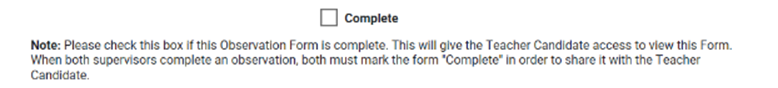 Complete
Note: Please check this box if this Observation Form is complete. This will give the Teacher Candidate access to view this Form.
When both supervisors complete an observation, both must mark the form "Complete" in order to share it with the Teacher
Candidate.